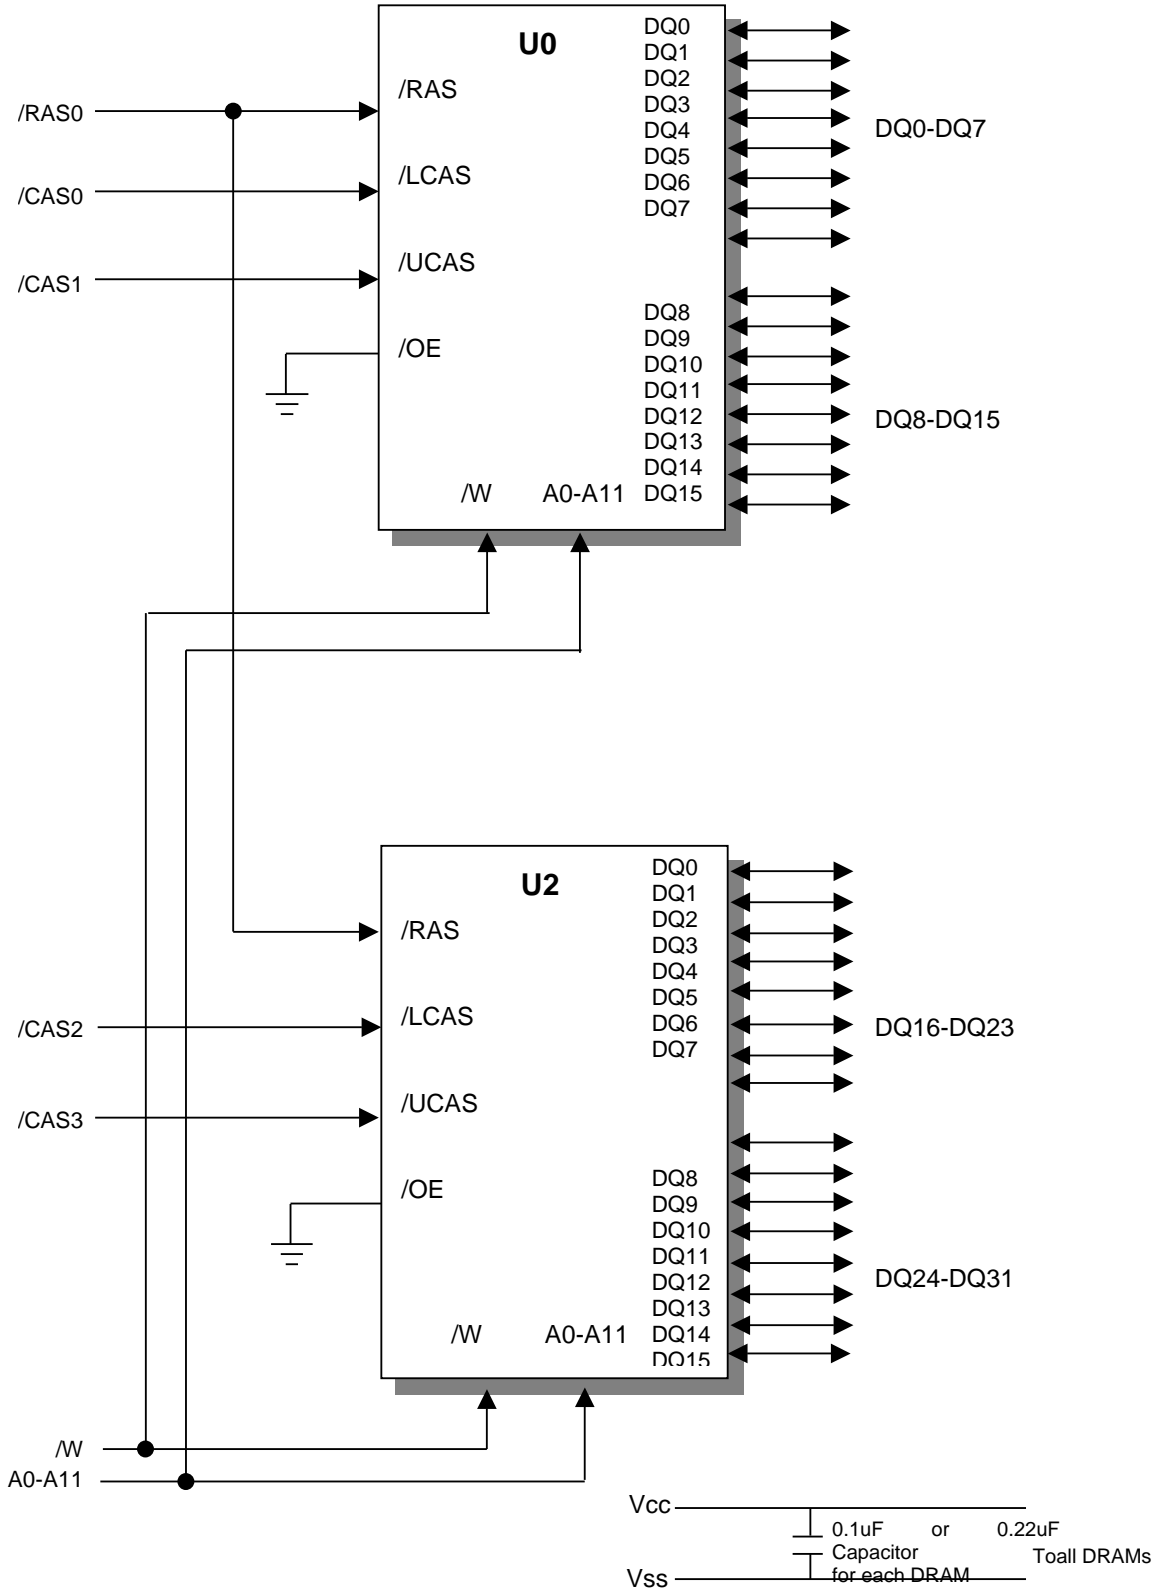 U0
DQ0
DQ1
DQ2
DQ3
DQ4
DQ5
DQ6
DQ7
/RAS
/RAS0
DQ0-DQ7
/LCAS
/CAS0
/UCAS
/CAS1
/OE
DQ8
DQ9
DQ10
DQ11
DQ12
DQ13
DQ14
DQ15
DQ8-DQ15
/W
A0-A11
U2
DQ0
DQ1
DQ2
DQ3
DQ4
DQ5
DQ6
DQ7
/RAS
/LCAS
/CAS2
DQ16-DQ23
/UCAS
/CAS3
/OE
DQ8
DQ9
DQ10
DQ11
DQ12
DQ13
DQ14
DQ15
DQ24-DQ31
/W
A0-A11
/W
A0-A11
Vcc
0.1uF or 0.22uF
Capacitor
Toall DRAMs
for each DRAM
Vss